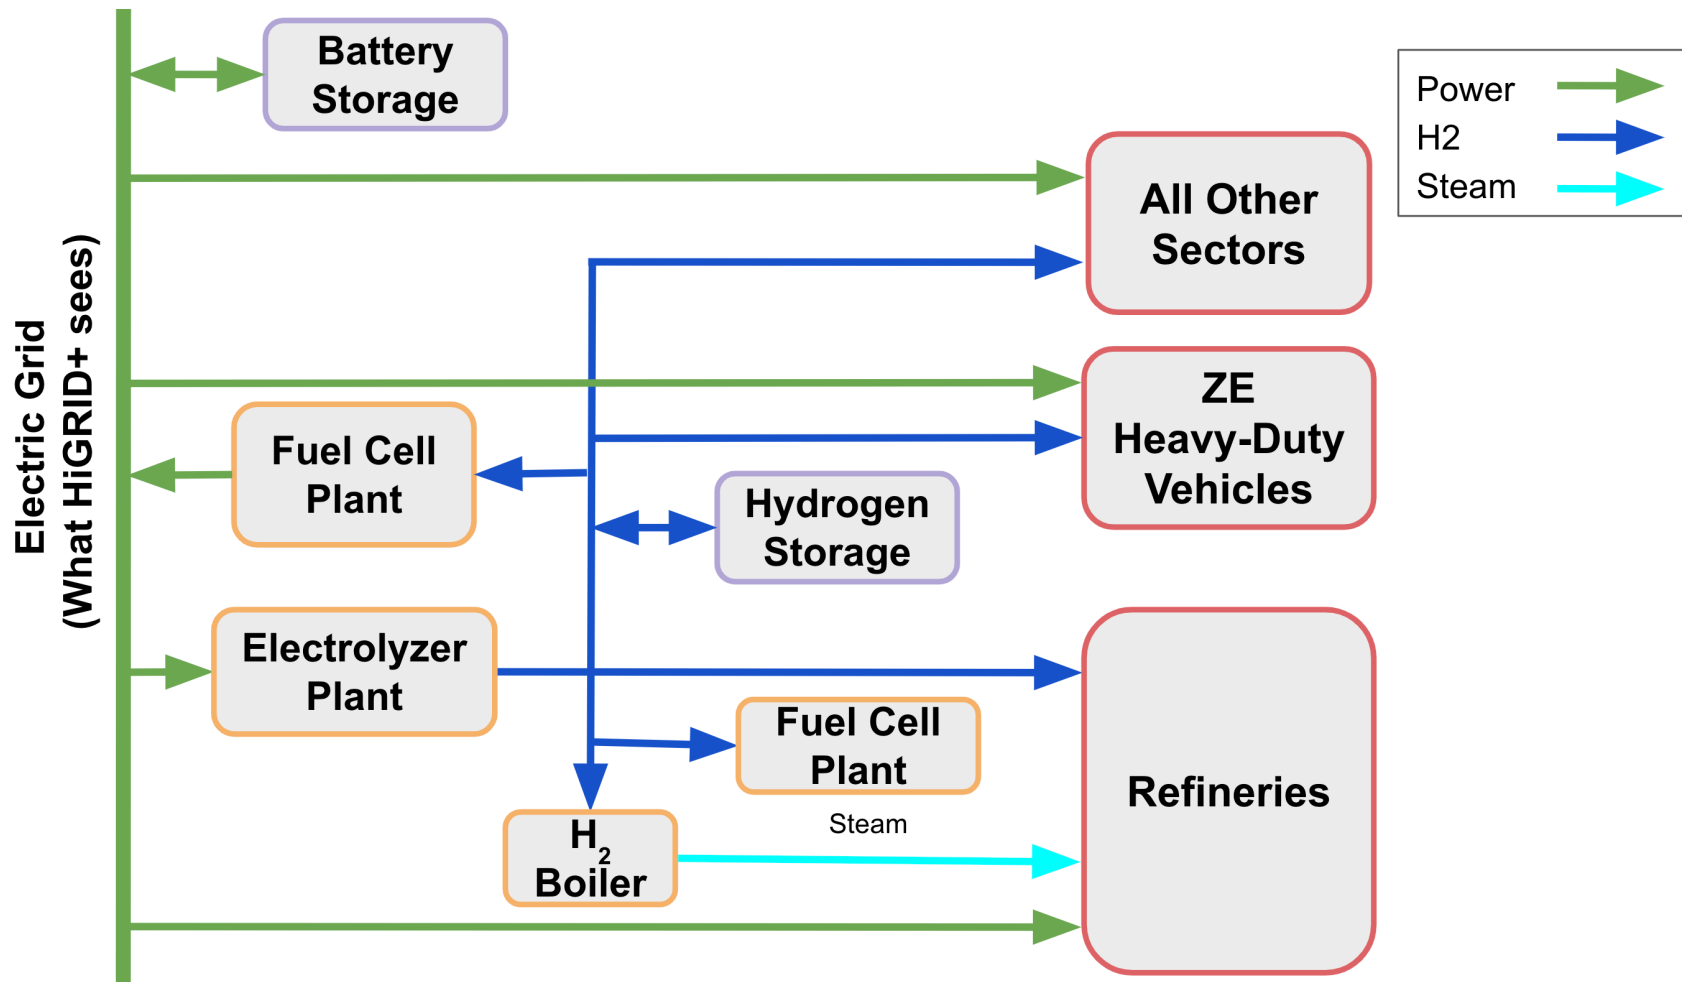 Battery
Storage
Power
H2
Steam
All Other
Sectors
Electric Grid
(What HiGRID+ sees)
ZE
Heavy-Duty
Vehicles
Fuel Cell
Plant
Hydrogen
Storage
Electrolyzer
Plant
Fuel Cell
Plant
Refineries
Steam
H₂
Boiler